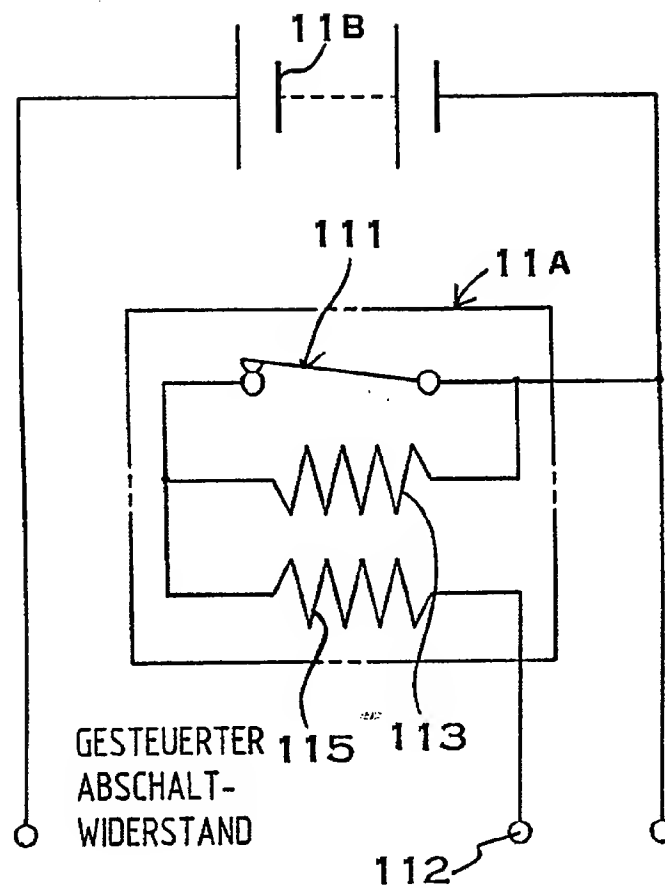 11B
111
11A
GESTEUERTER
ABSCHALT-
WIDERSTAND
115
113
112